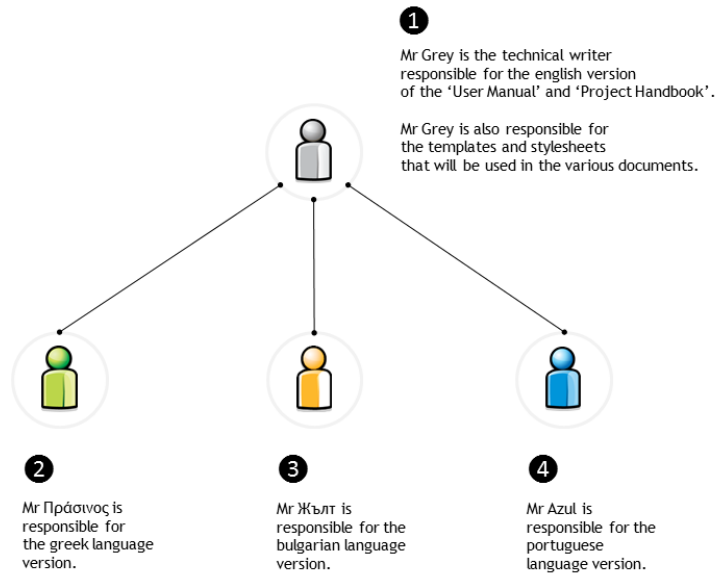 1
Mr Grey is the technical writer
responsible for the english version
of the ‘User Manual’ and ‘Project Handbook’.
Mr Grey is also responsible for
the templates and stylesheets
that will be used in the various documents.
2
Mr Πράσινος is
responsible for
the greek language
version.
3
Mr Жълт is
responsible for the
bulgarian language
version.
4
Mr Azul is
responsible for the
portuguese
language version.